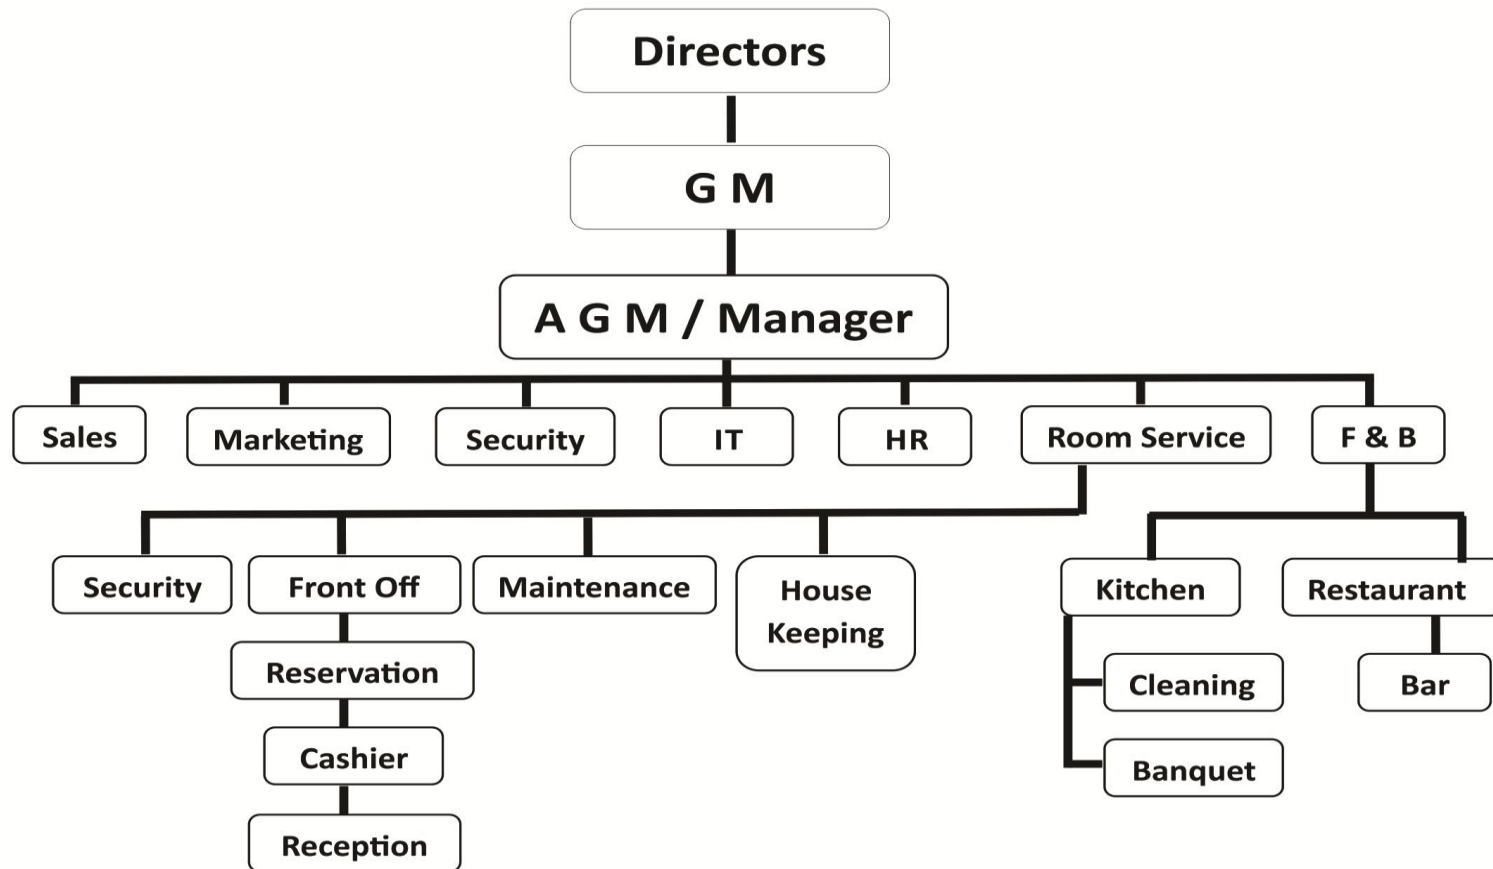 Directors
G M
A G M / Manager
Sales
Marketing
Security
IT
HR
Room Service
F & B
Security
Front Off
Maintenance
House
Keeping
Kitchen
Restaurant
Reservation
Cleaning
Bar
Cashier
Banquet
Reception